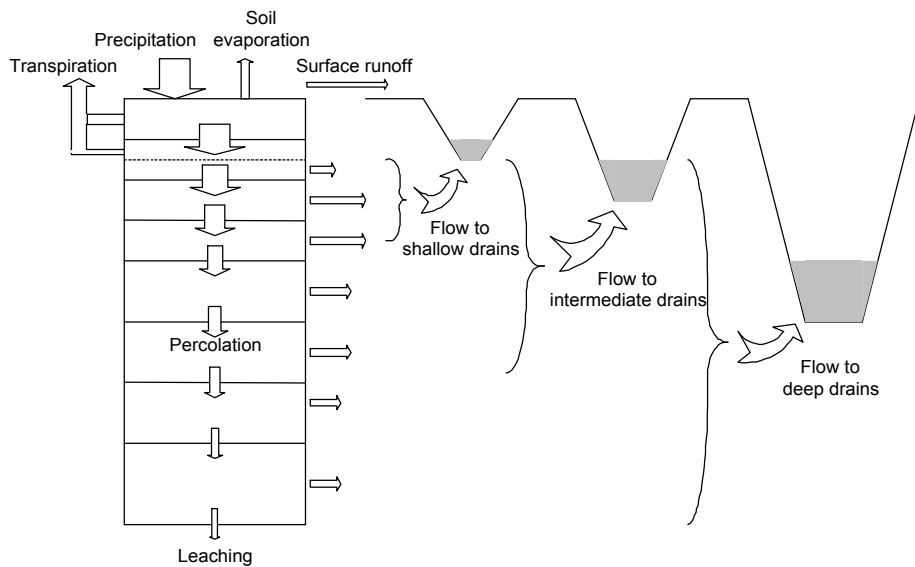 Soil
evaporation
Precipitation
Transpiration
Surface runoff
Flow to
shallow drains
Flow to
intermediate drains
Percolation
Flow to
deep drains
Leaching